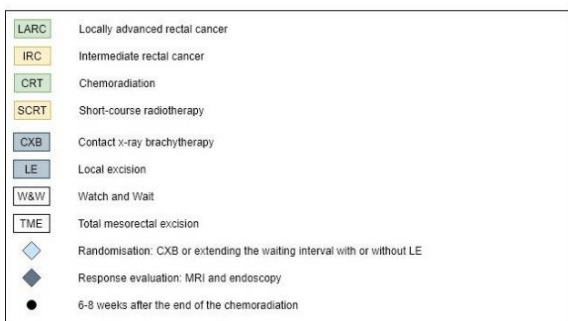 LARC Locally advanced rectal cancer
IRC Intermediate rectal cancer
CRT Chemoradiation
SCRT Short-course radiotherapy
CXB Contact x-ray brachytherapy
LE Local excision
W&W Watch and Wait
TME Total mesorectal excision
Randomisation: CXB or extending the waiting interval with or without LE
Response evaluation: MRI and endoscopy
6-8 weeks after the end of the chemoradiation